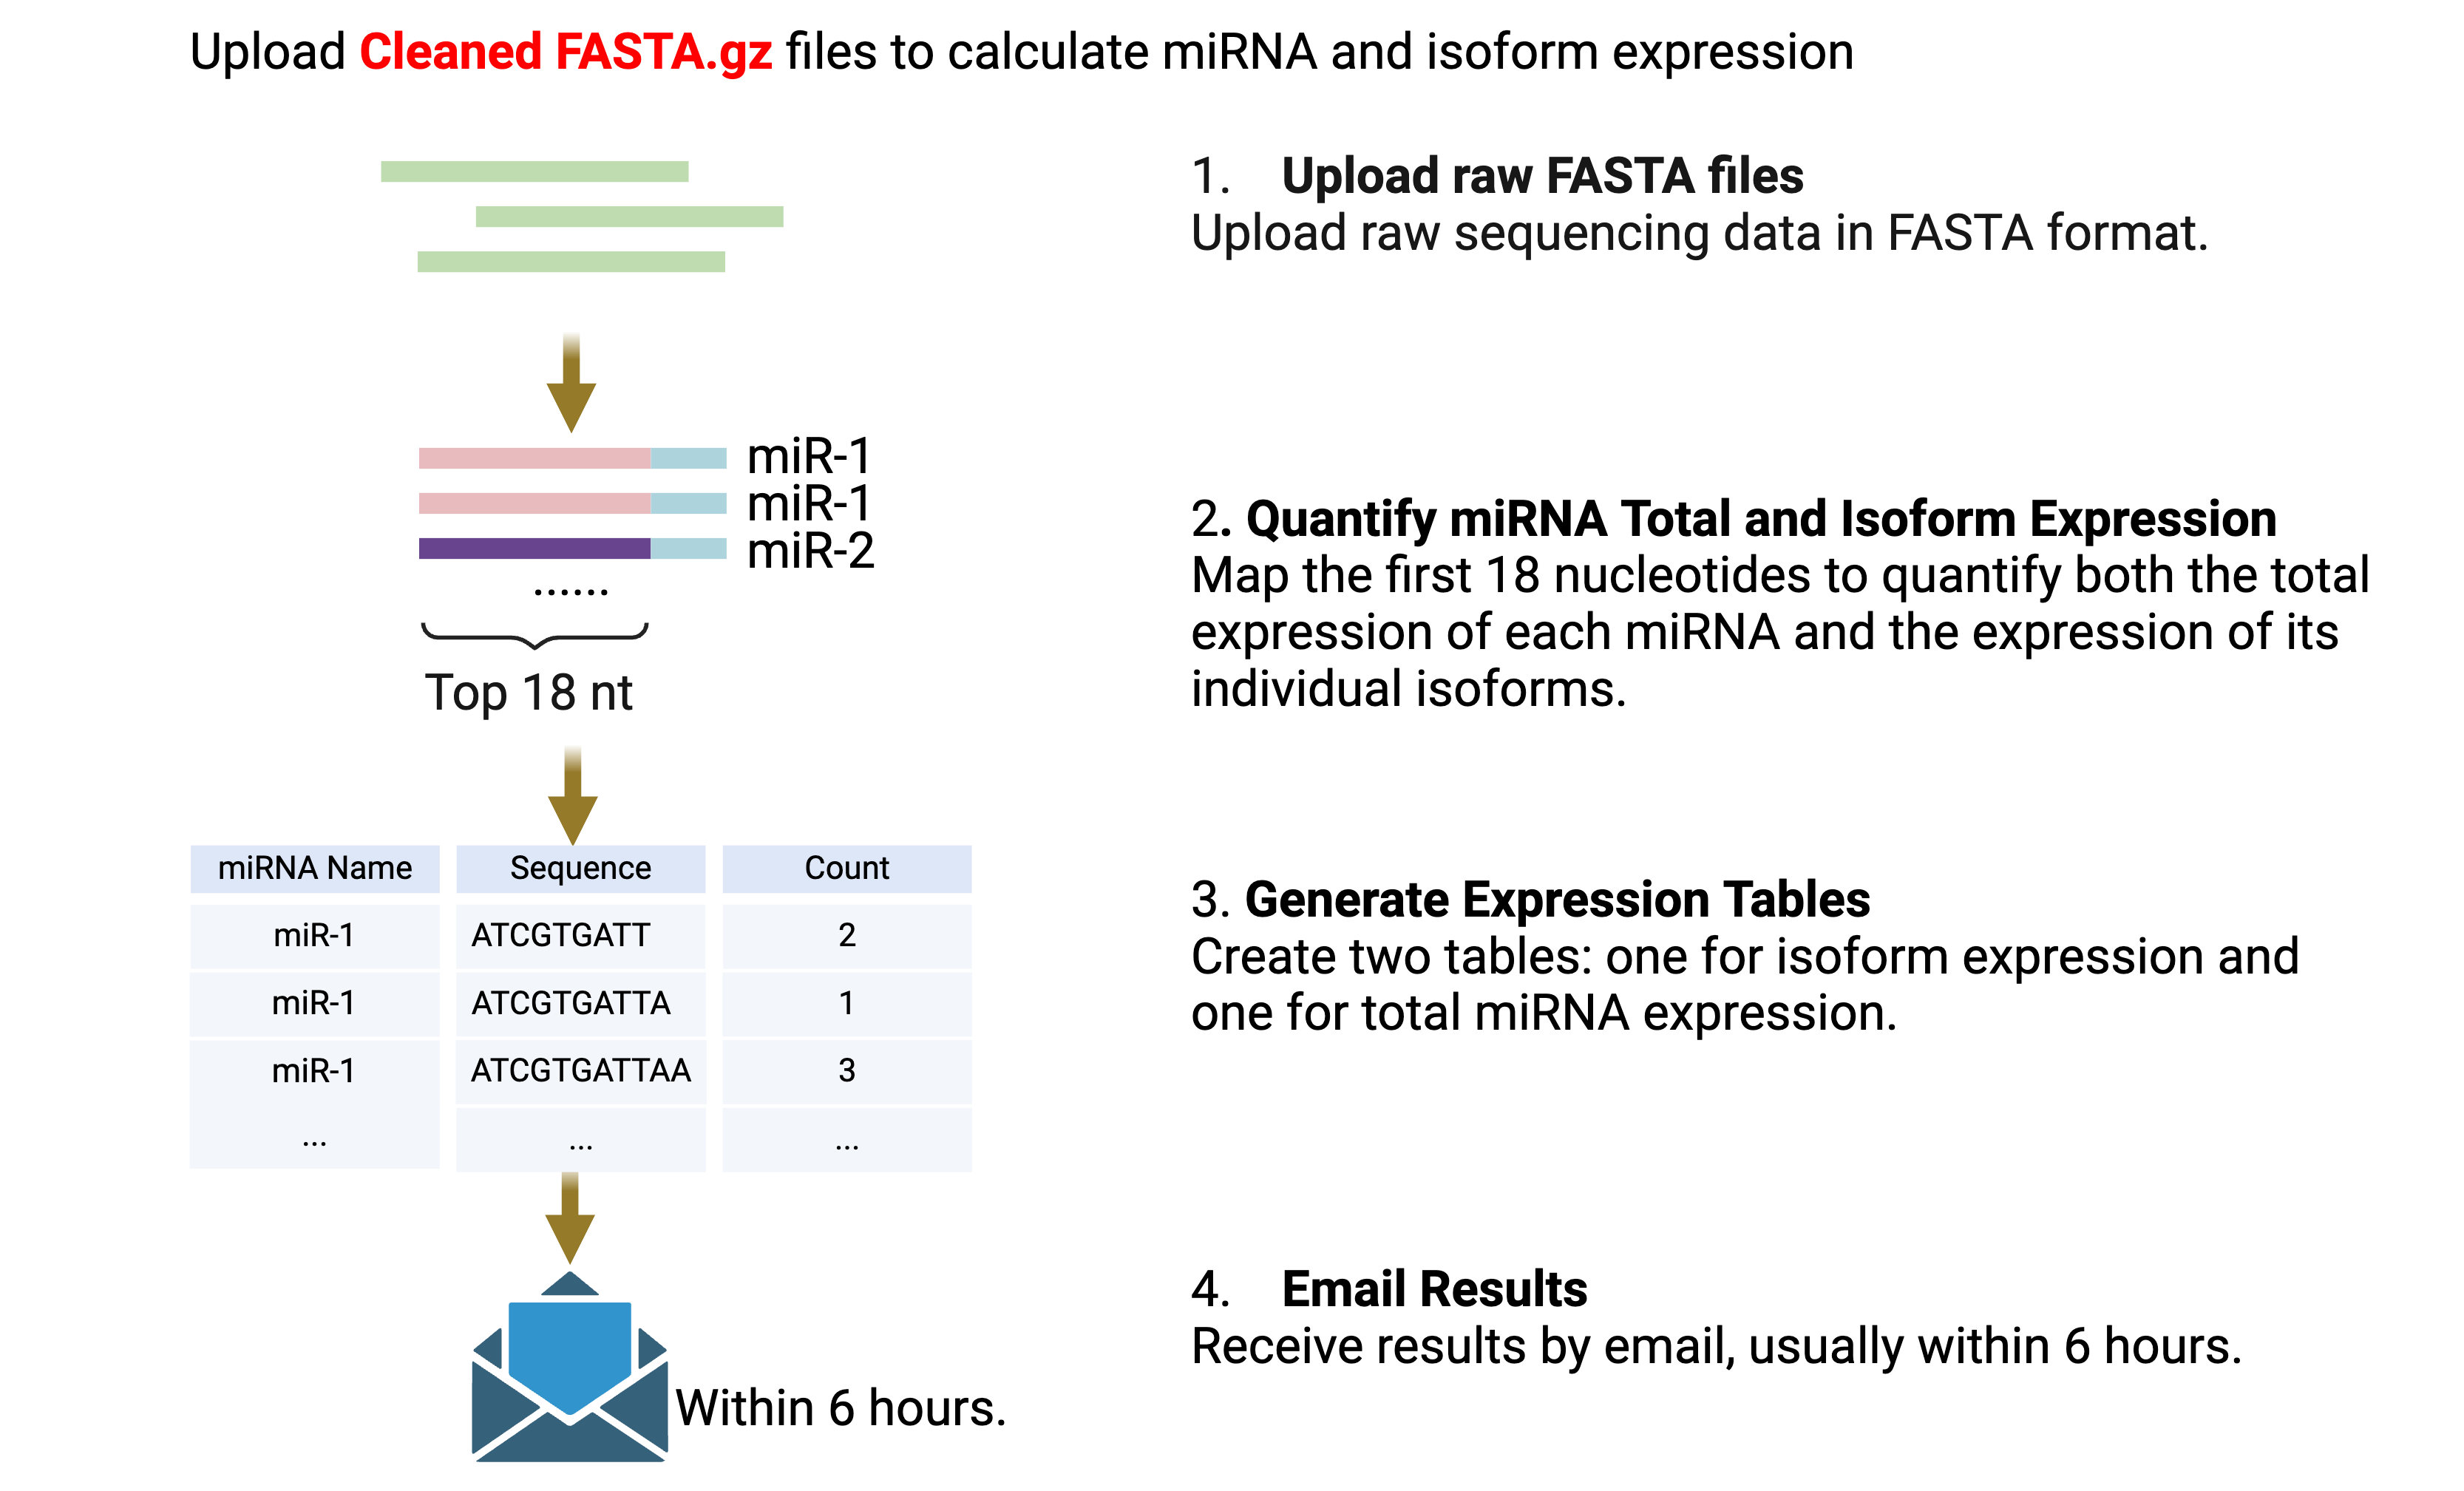 Upload Cleaned FASTA.gz files to calculate miRNA and isoform expression
1. Upload raw FASTA files
Upload raw sequencing data in FASTA format.
miR-1
miR-1
miR-2
......
Top 18 nt
2. Quantify miRNA Total and Isoform Expression
Map the first 18 nucleotides to quantify both the total
expression of each miRNA and the expression of its
individual isoforms.
miRNA Name Sequence Count
miR-1 ATCGTGATT 2
miR-1 ATCGTGATTA 1
miR-1 ATCGTGATTAA 3
... ... ...
3. Generate Expression Tables
Create two tables: one for isoform expression and
one for total miRNA expression.
Within 6 hours.
4. Email Results
Receive results by email, usually within 6 hours.